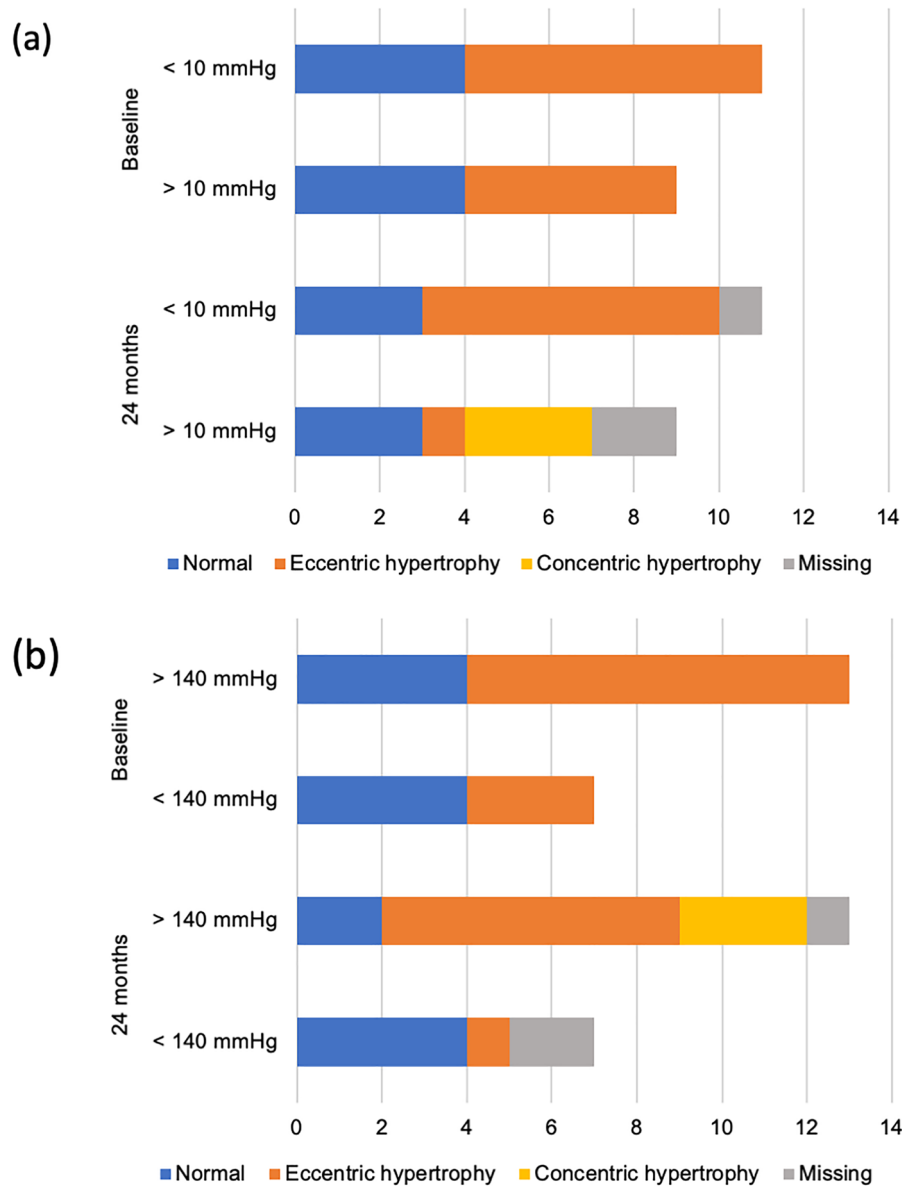 (a)
Baseline
< 10 mmHg
> 10 mmHg
24 months
< 10 mmHg
> 10 mmHg
0 2 4 6 8 10 12 14
Normal Eccentric hypertrophy Concentric hypertrophy Missing
(b)
Baseline
> 140 mmHg
< 140 mmHg
24 months
> 140 mmHg
< 140 mmHg
0 2 4 6 8 10 12 14
Normal Eccentric hypertrophy Concentric hypertrophy Missing